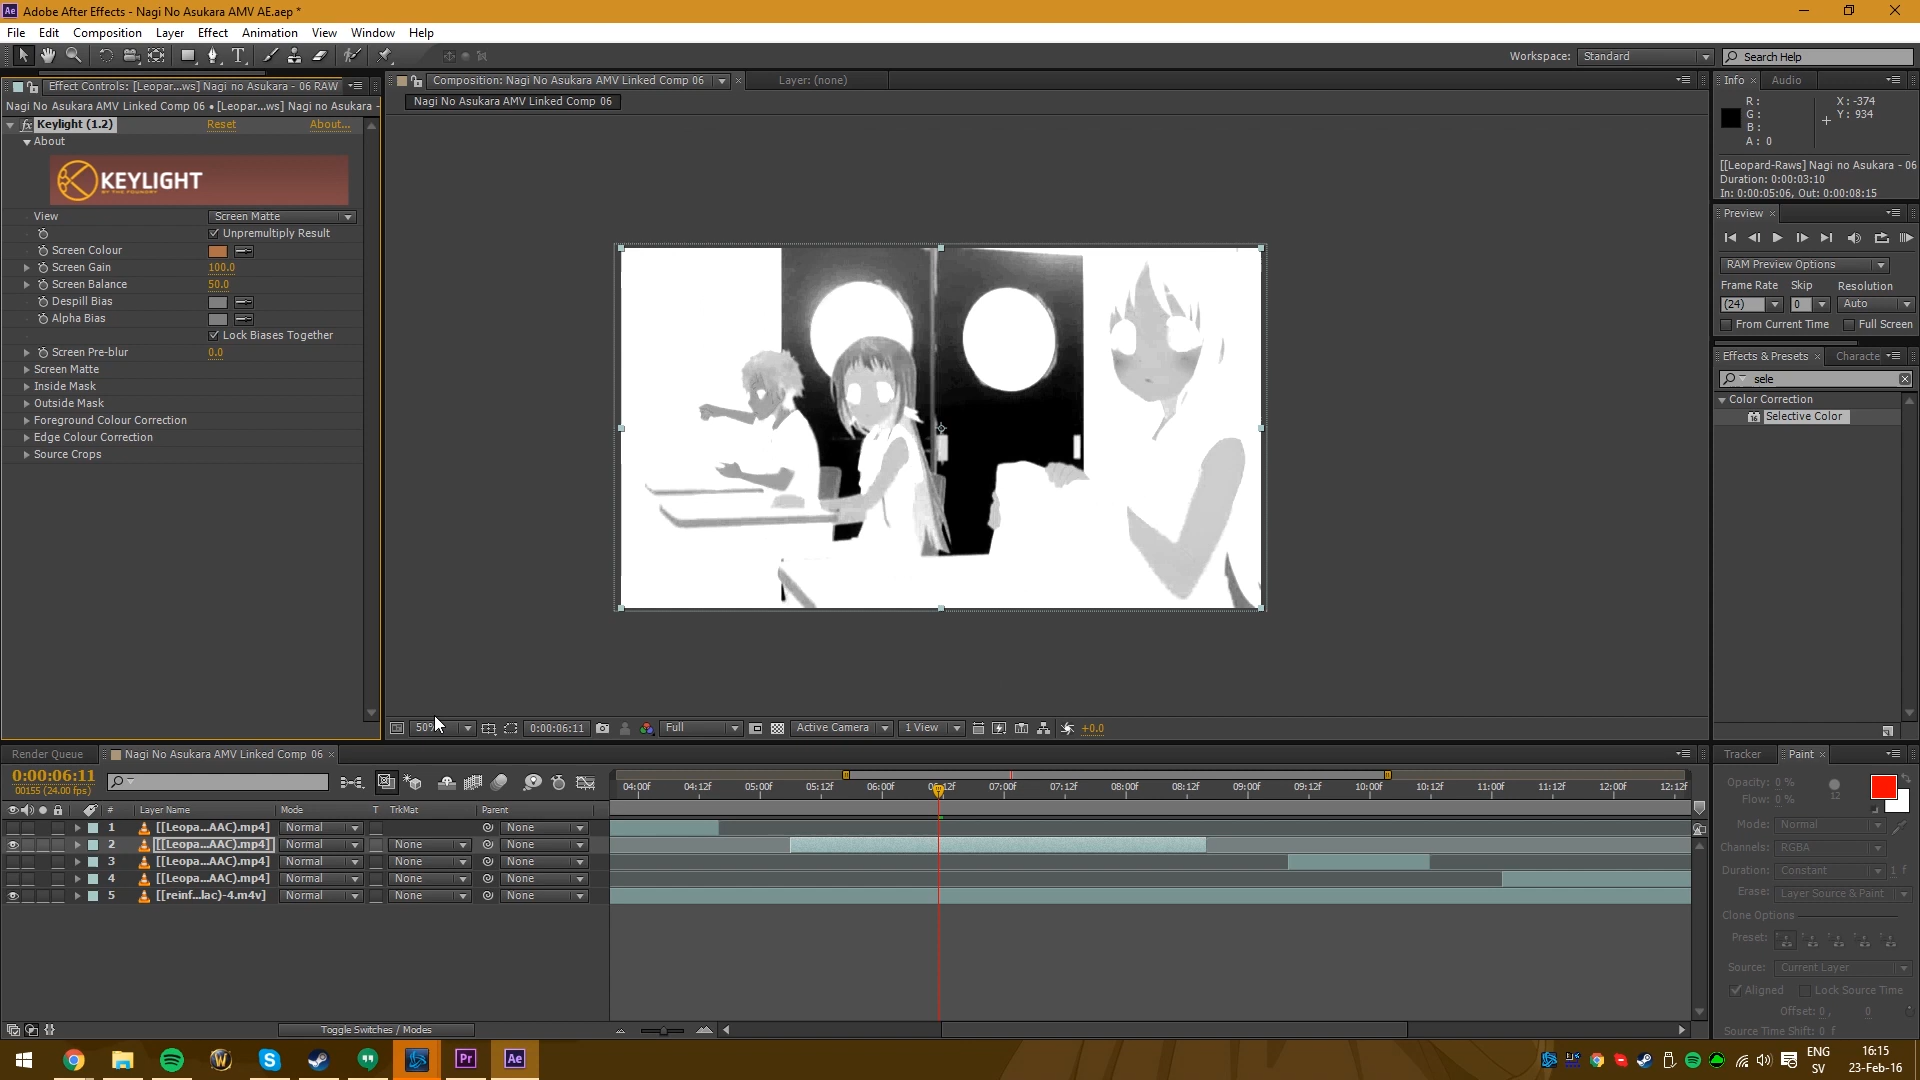 Adobe After Effects - Nagi No Asukara AMV AE.aep *
File Edit Composition Layer Effect Animation View Window Help
Workspace: Standard Search Help
Effect Controls: [Leopar...ws] Nagi no Asukara - 06 RAW
Composition: Nagi No Asukara AMV Linked Comp 06
Layer: (none)
Nagi No Asukara AMV Linked Comp 06 • [Leopar...ws] Nagi no Asukara -
Nagi No Asukara AMV Linked Comp 06
Keylight (1.2) Reset About...
About
KEYLIGHT
BY THE FOUNDRY
View Screen Matte
Unpremultiply Result
Screen Colour
Screen Gain 100.0
Screen Balance 50.0
Despill Bias
Alpha Bias
Lock Biases Together
Screen Pre-blur 0.0
Screen Matte
Inside Mask
Outside Mask
Foreground Colour Correction
Edge Colour Correction
Source Crops
50% 0:00:06:11 Full Active Camera 1 View +0.0
Info Audio
R: X: -374
G: Y: 934
B:
A: 0
[[Leopard-Raws] Nagi no Asukara - 06
Duration: 0:00:03:10
In: 0:00:05:06, Out: 0:00:08:15
Preview
RAM Preview Options
Frame Rate Skip Resolution
(24) 0 Auto
From Current Time Full Screen
Effects & Presets Characte
sele
Color Correction
16 Selective Color
Render Queue Nagi No Asukara AMV Linked Comp 06
0:00:06:11
00155 (24.00 fps)
# Layer Name Mode T TrkMat Parent
04:00f 04:12f 05:00f 05:12f 06:00f 06:12f 07:00f 07:12f 08:00f 08:12f 09:00f 09:12f 10:00f 10:12f 11:00f 11:12f 12:00f 12:12f
1 [[Leopa...AAC).mp4] Normal None
2 [[Leopa...AAC).mp4] Normal None None
3 [[Leopa...AAC).mp4] Normal None None
4 [[Leopa...AAC).mp4] Normal None None
5 [[reinf...lac)-4.m4v] Normal None None
Toggle Switches / Modes
Tracker Paint
Opacity: 0 %
Flow: 0 % 12
Mode: Normal
Channels: RGBA
Duration: Constant 1 f
Erase: Layer Source & Paint
Clone Options
Preset:
Source: Current Layer
Aligned Lock Source Time
Offset: 0 , 0
Source Time Shift: 0 f
Pr Ae
ENG
SV
16:15
23-Feb-16